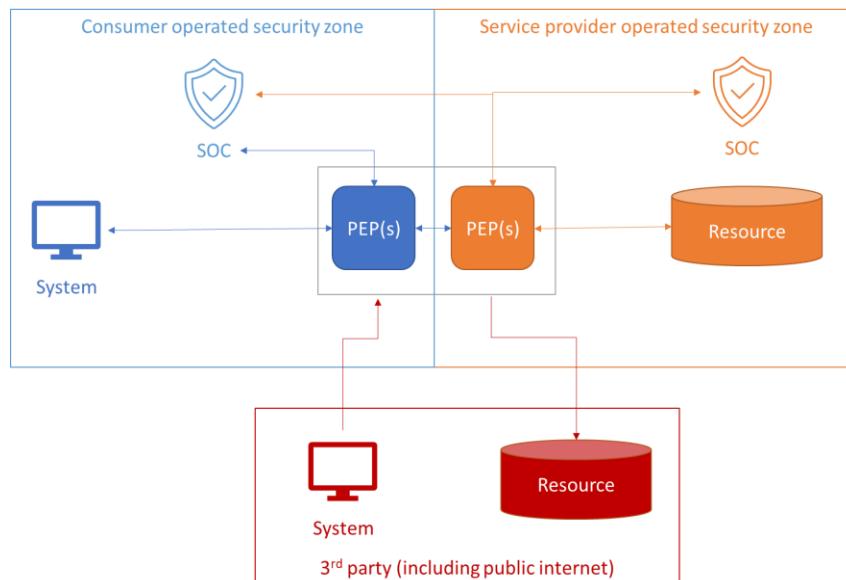 Consumer operated security zone
Service provider operated security zone
SOC
SOC
PEP(s)
PEP(s)
Resource
System
Resource
System
3rd party (including public internet)